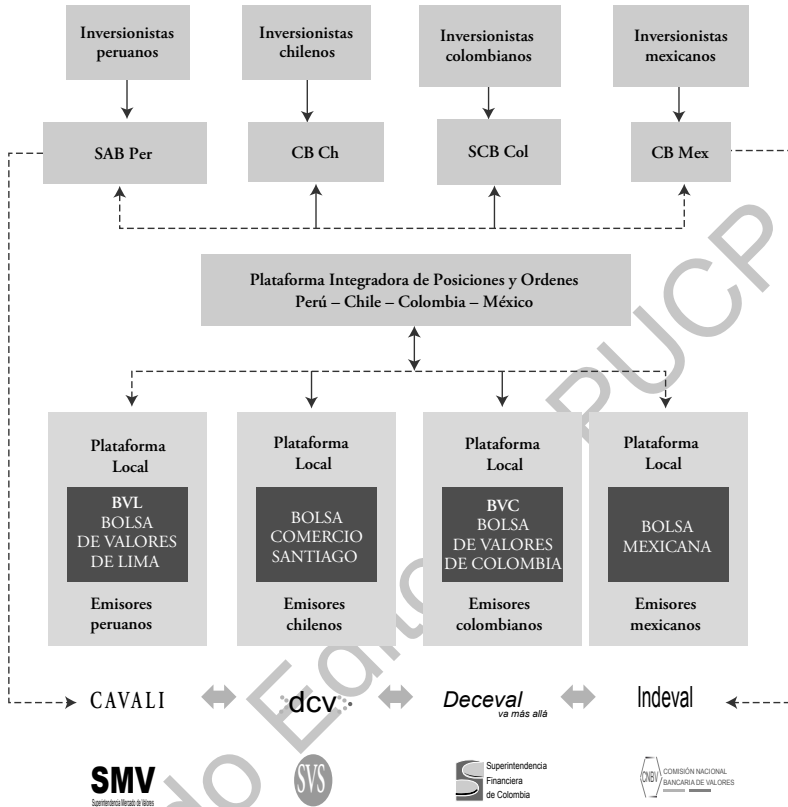 Inversionistas
peruanos
Inversionistas
chilenos
Inversionistas
colombianos
Inversionistas
mexicanos
SAB Per
CB Ch
SCB Col
CB Mex
Plataforma Integradora de Posiciones y Ordenes
Perú – Chile – Colombia – México
Plataforma
Local
BVL
BOLSA
DE VALORES
DE LIMA
Emisores
peruanos
Plataforma
Local
BOLSA
COMERCIO
SANTIAGO
Emisores
chilenos
Plataforma
Local
BVC
BOLSA
DE VALORES
DE COLOMBIA
Emisores
colombianos
Plataforma
Local
BOLSA
MEXICANA
Emisores
mexicanos
CAVALI
dcv
Deceval
va más allá
Indeval
SMV
Superintendencia Mercado de Valores
SVS
Superintendencia
Financiera
de Colombia
CNBV
COMISIÓN NACIONAL
BANCARIA DE VALORES
PUCP